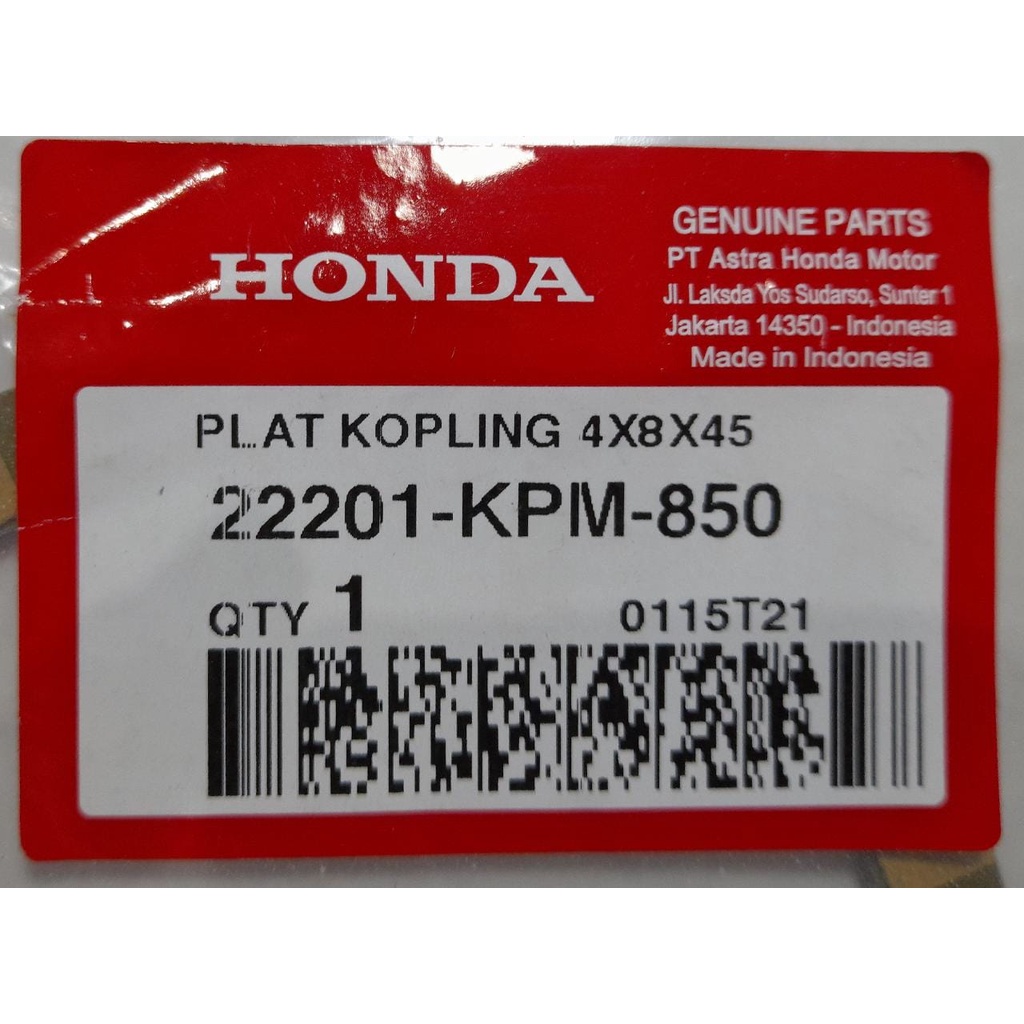 HONDA
GENUINE PARTS
PT Astra Honda Motor
Jl. Laksda Yos Sudarso, Sunter 1
Jakarta 14350 - Indonesia
Made in Indonesia
PLAT KOPLING 4X8X45
22201-KPM-850
QTY 1 0115T21